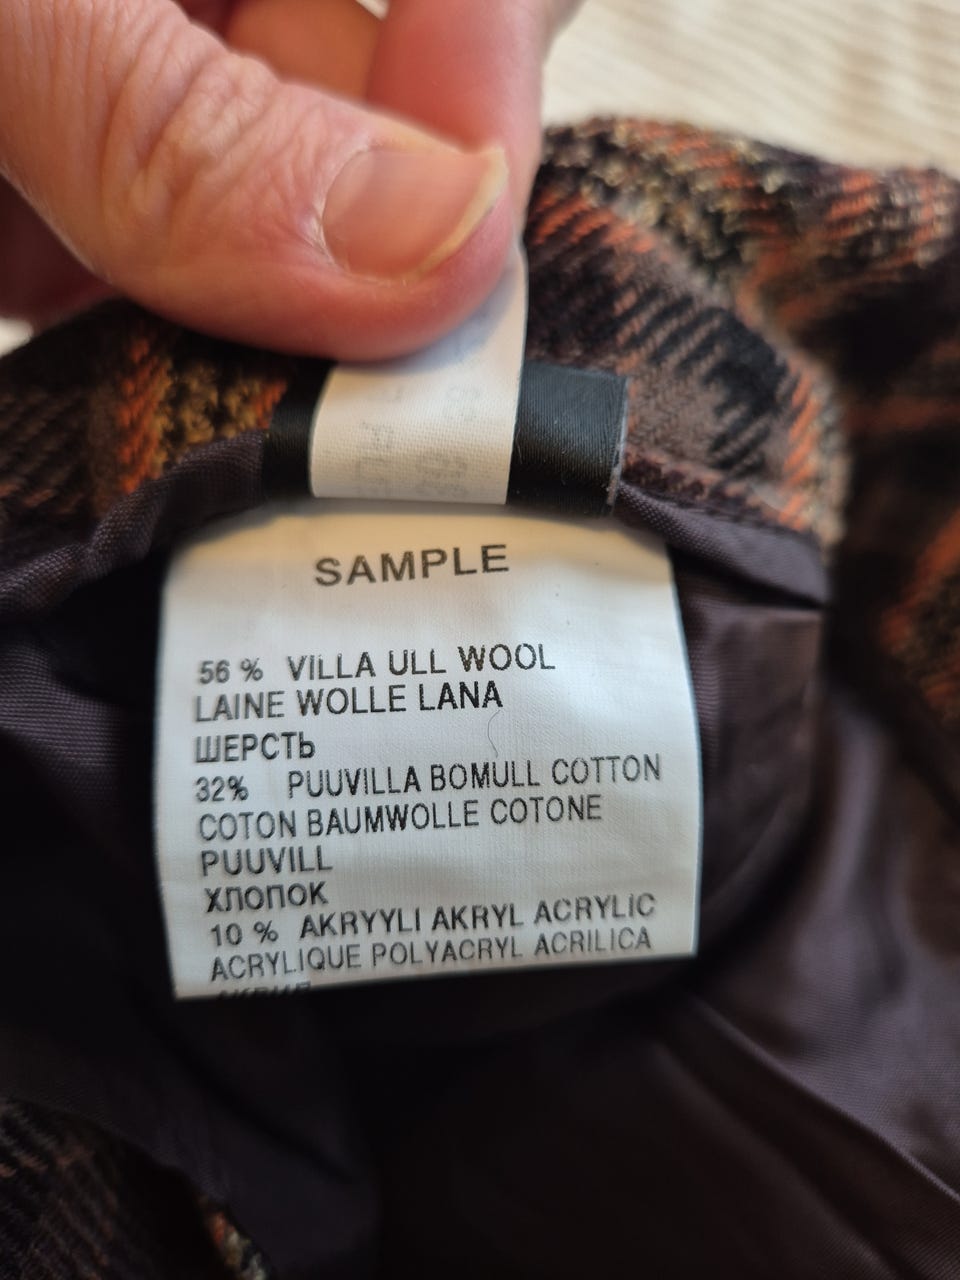 SAMPLE
56 % VILLA ULL WOOL
LAINE WOLLE LANA
ШЕРСТЬ
32% PUUVILLA BOMULL COTTON
COTON BAUMWOLLE COTONE
PUUVILL
ХЛОПОК
10 % AKRYYLI AKRYL ACRYLIC
ACRYLIQUE POLYACRYL ACRILICA